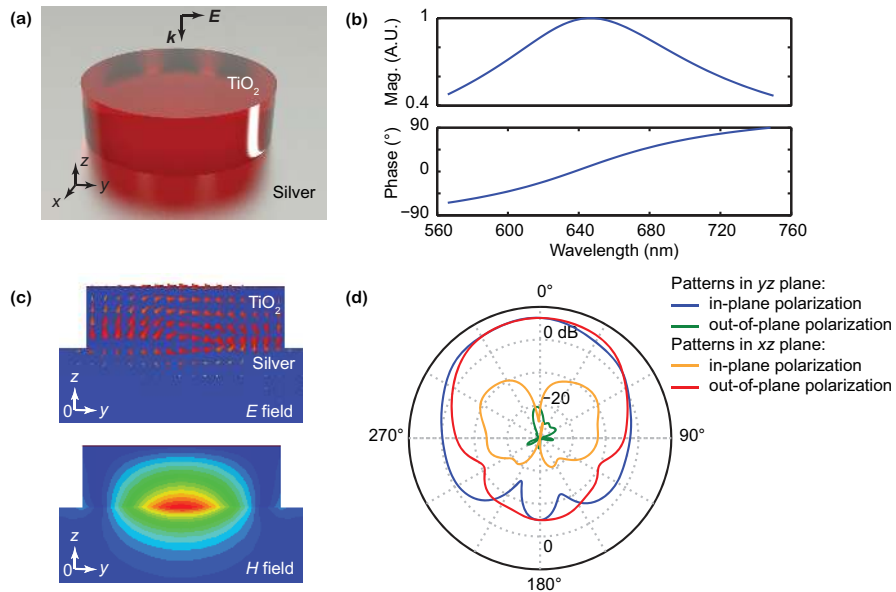 (a)
E
k
TiO2
z
y
x
Silver
(b)
1
Mag. (A.U.)
0.4
90
Phase (°)
0
−90
560
600
640
680
720
760
Wavelength (nm)
(c)
TiO2
Silver
z
0
y
E field
z
0
y
H field
(d)
0°
0 dB
−20
270°
90°
0
180°
Patterns in yz plane:
in-plane polarization
out-of-plane polarization
Patterns in xz plane:
in-plane polarization
out-of-plane polarization